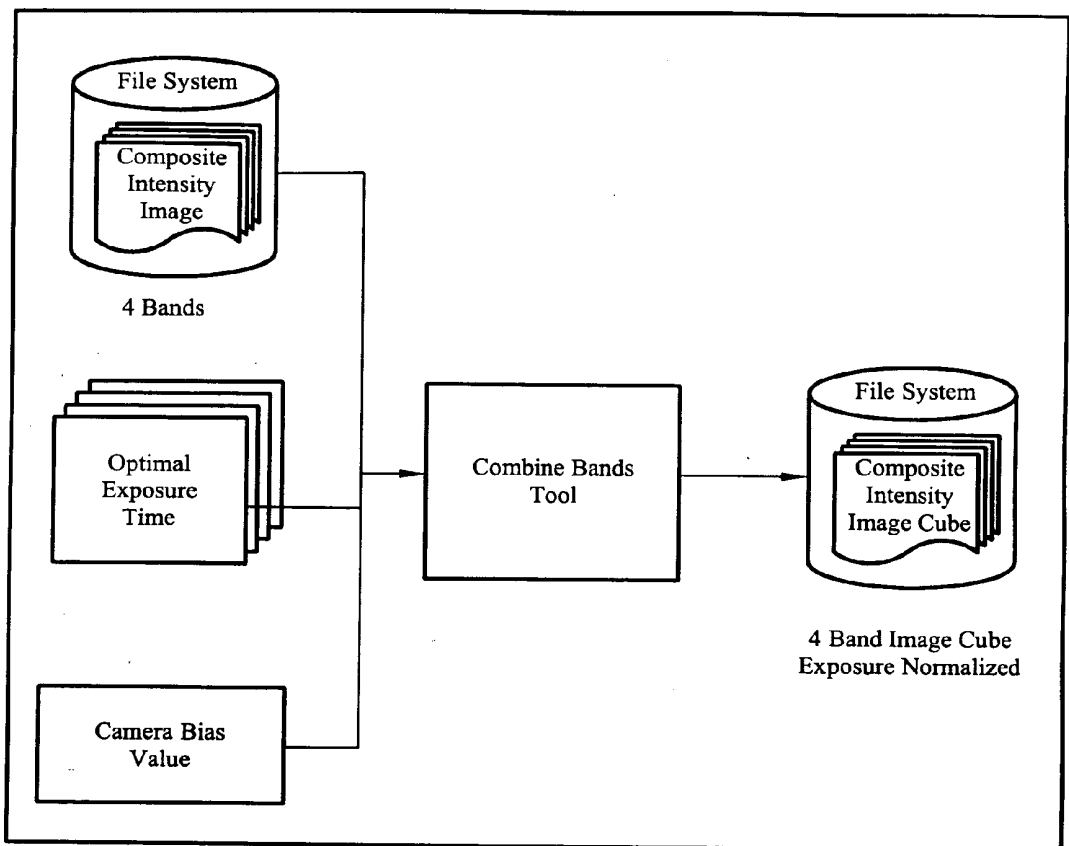 File System
Composite
Intensity
Image
4 Bands
Optimal
Exposure
Time
Camera Bias
Value
Combine Bands
Tool
File System
Composite
Intensity
Image Cube
4 Band Image Cube
Exposure Normalized